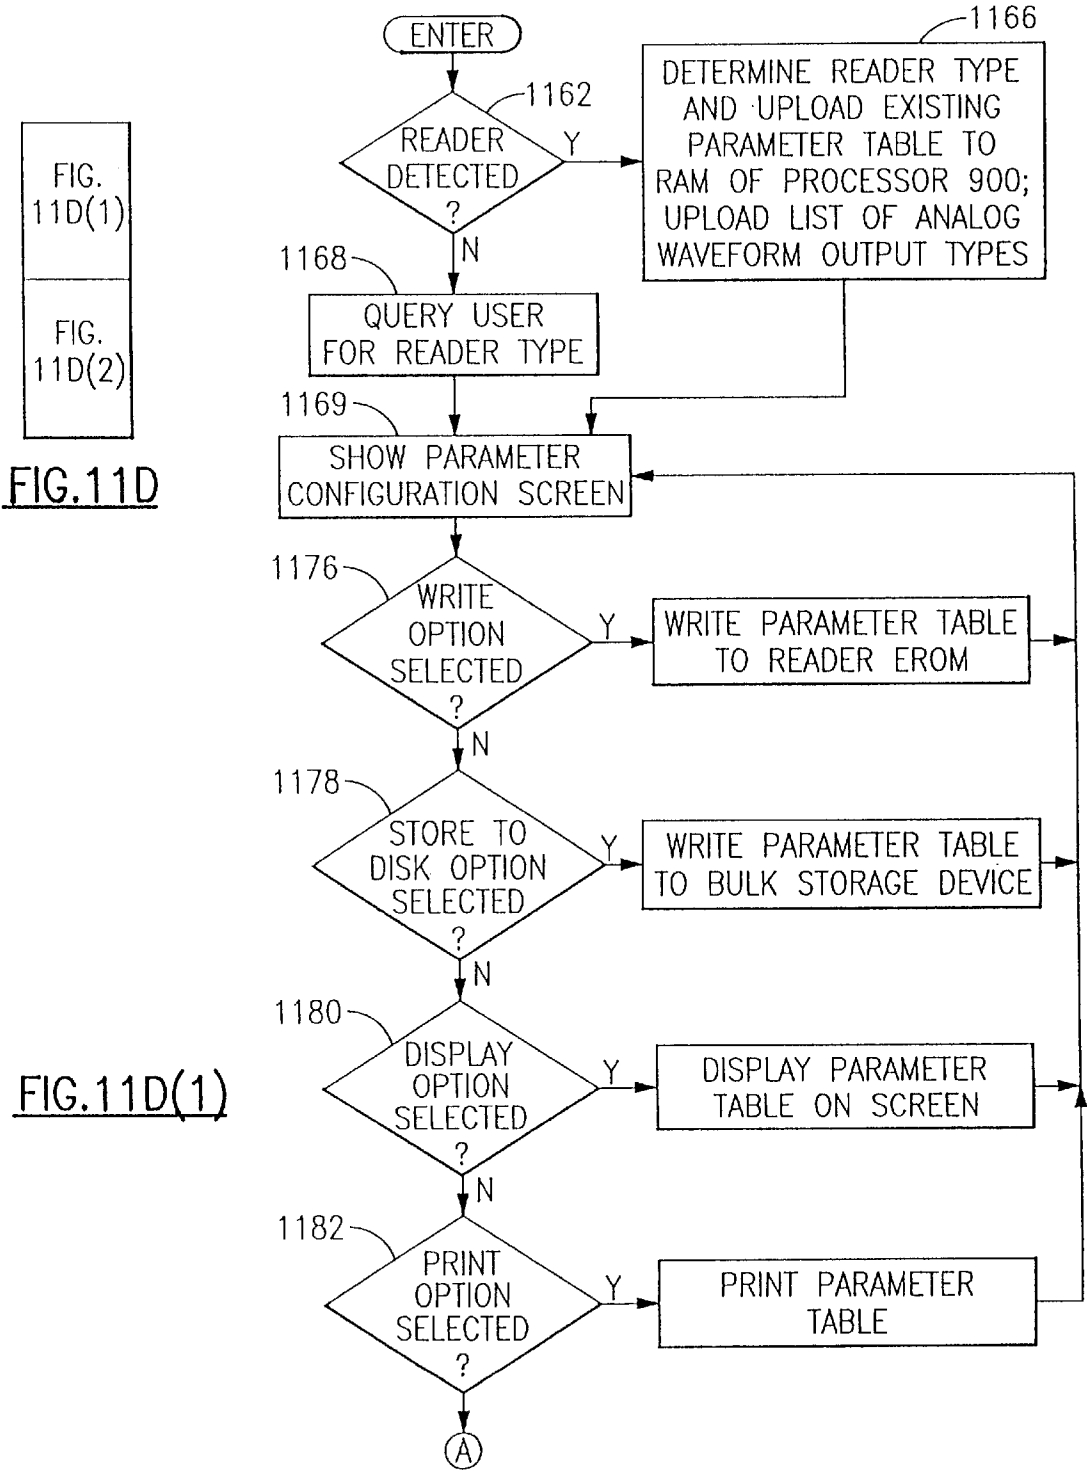 ENTER
1166
1162
READER
DETECTED
?
Y
N
DETERMINE READER TYPE
AND UPLOAD EXISTING
PARAMETER TABLE TO
RAM OF PROCESSOR 900;
UPLOAD LIST OF ANALOG
WAVEFORM OUTPUT TYPES
FIG.
11D(1)
FIG.
11D(2)
FIG.11D
1168
QUERY USER
FOR READER TYPE
1169
SHOW PARAMETER
CONFIGURATION SCREEN
1176
WRITE
OPTION
SELECTED
?
Y
N
WRITE PARAMETER TABLE
TO READER EROM
1178
STORE TO
DISK OPTION
SELECTED
?
Y
N
WRITE PARAMETER TABLE
TO BULK STORAGE DEVICE
1180
DISPLAY
OPTION
SELECTED
?
Y
N
DISPLAY PARAMETER
TABLE ON SCREEN
FIG.11D(1)
1182
PRINT
OPTION
SELECTED
?
Y
PRINT PARAMETER
TABLE
A